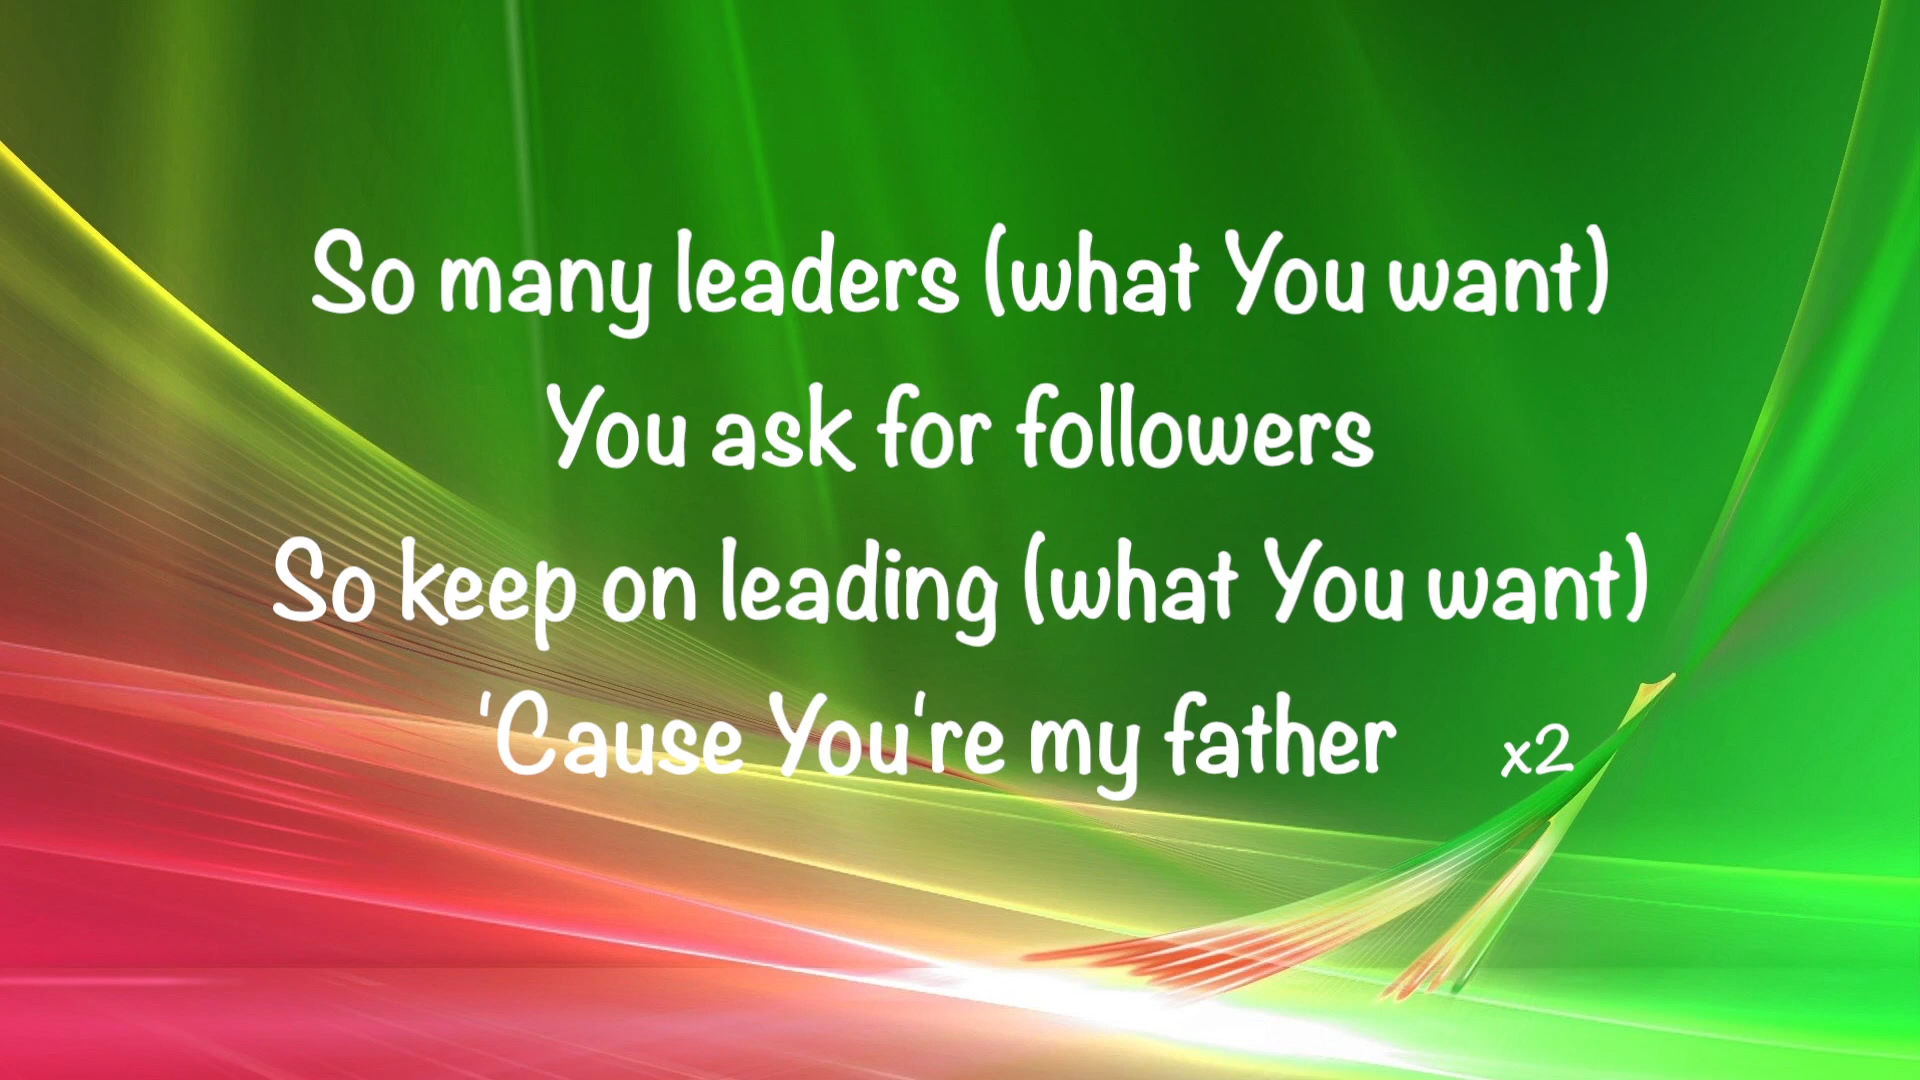 So many leaders (what You want)
You ask for followers
So keep on leading (what You want)
'Cause You're my father x2